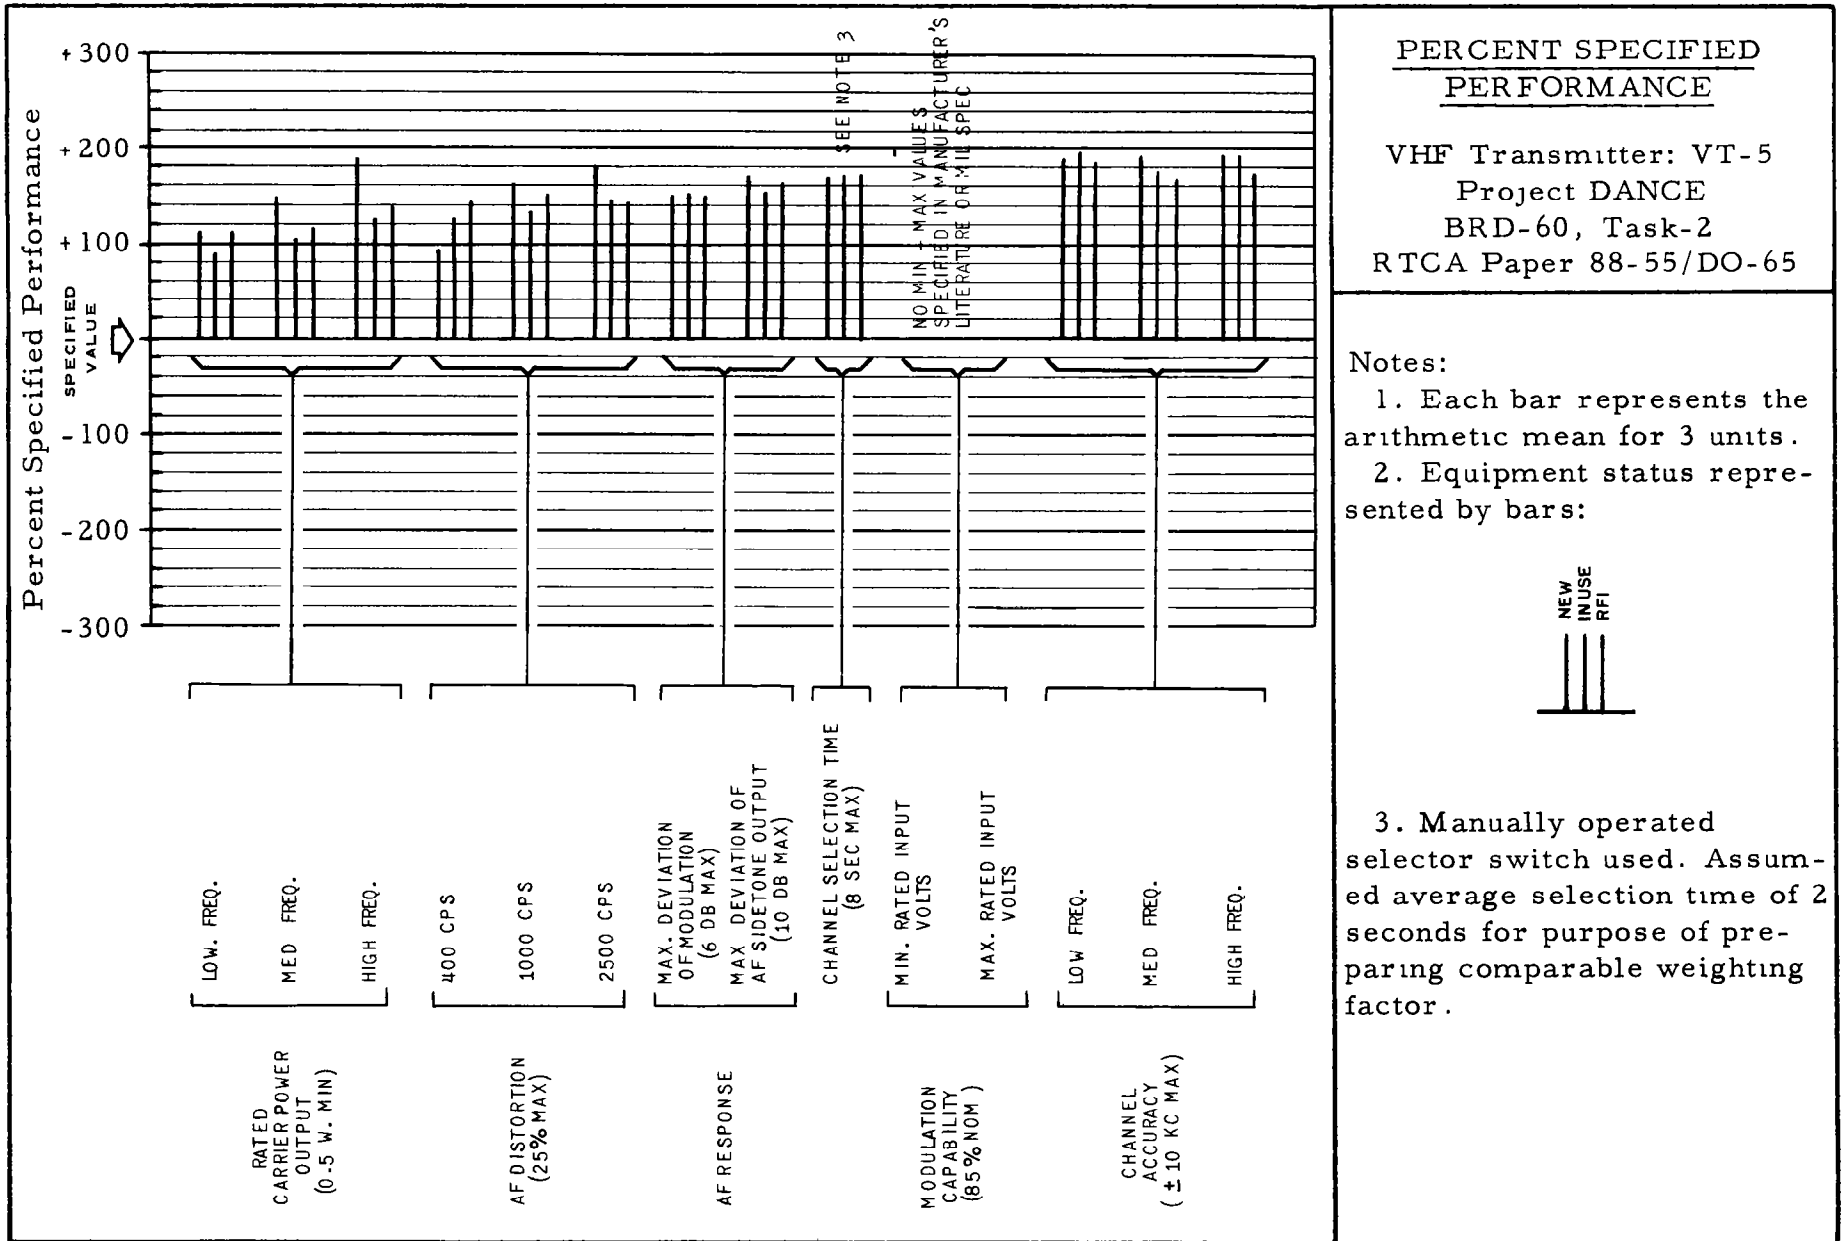 Percent Specified Performance
+300
+200
+100
SPECIFIED
VALUE
-100
-200
-300
SEE NOTE 3
NO MIN - MAX VALUES
SPECIFIED IN MANUFACTURER'S
LITERATURE OR MIL SPEC
LOW. FREQ.
MED FREQ.
HIGH FREQ.
RATED
CARRIER POWER
OUTPUT
(0.5 W. MIN)
400 CPS
1000 CPS
2500 CPS
AF DISTORTION
(25% MAX)
MAX. DEVIATION
OF MODULATION
(6 DB MAX)
MAX DEVIATION OF
AF SIDETONE OUTPUT
(10 DB MAX)
AF RESPONSE
CHANNEL SELECTION TIME
(8 SEC MAX)
MIN. RATED INPUT
VOLTS
MAX. RATED INPUT
VOLTS
MODULATION
CAPABILITY
(85% NOM )
LOW FREQ.
MED FREQ.
HIGH FREQ.
CHANNEL
ACCURACY
( ±10 KC MAX)
PERCENT SPECIFIED
PERFORMANCE
VHF Transmitter: VT-5
Project DANCE
BRD-60, Task-2
RTCA Paper 88-55/DO-65
Notes:
1. Each bar represents the
arithmetic mean for 3 units.
2. Equipment status repre-
sented by bars:
NEW
INUSE
RFI
3. Manually operated
selector switch used. Assum-
ed average selection time of 2
seconds for purpose of pre-
paring comparable weighting
factor.